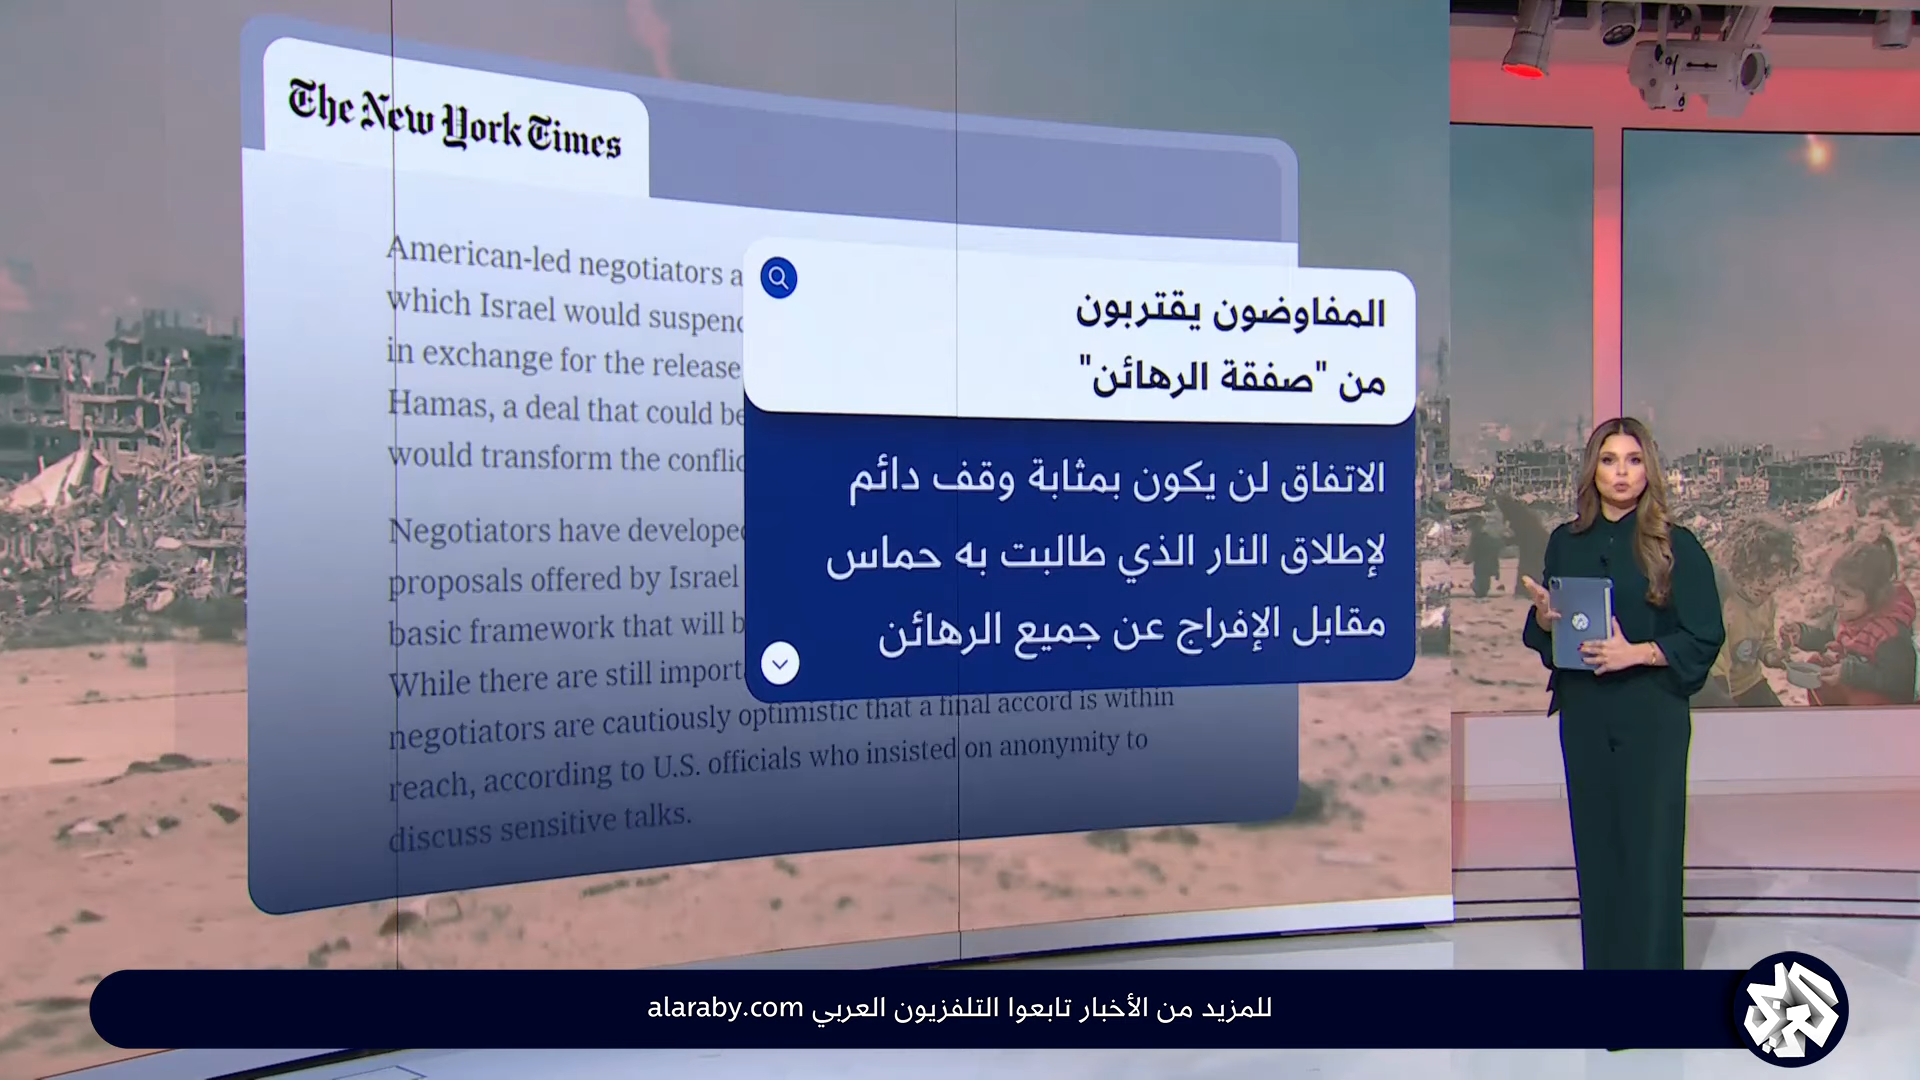 The New York Times
American-led negotiators a
which Israel would suspend
in exchange for the release
Hamas, a deal that could be
would transform the conflic
Negotiators have developed
proposals offered by Israel
basic framework that will b
While there are still import
negotiators are cautiously optimistic that a final accord is within
reach, according to U.S. officials who insisted on anonymity to
discuss sensitive talks.
المفاوضون يقتربون
من "صفقة الرهائن"
الاتفاق لن يكون بمثابة وقف دائم
لإطلاق النار الذي طالبت به حماس
مقابل الإفراج عن جميع الرهائن
للمزيد من الأخبار تابعوا التلفزيون العربي alaraby.com
العربي